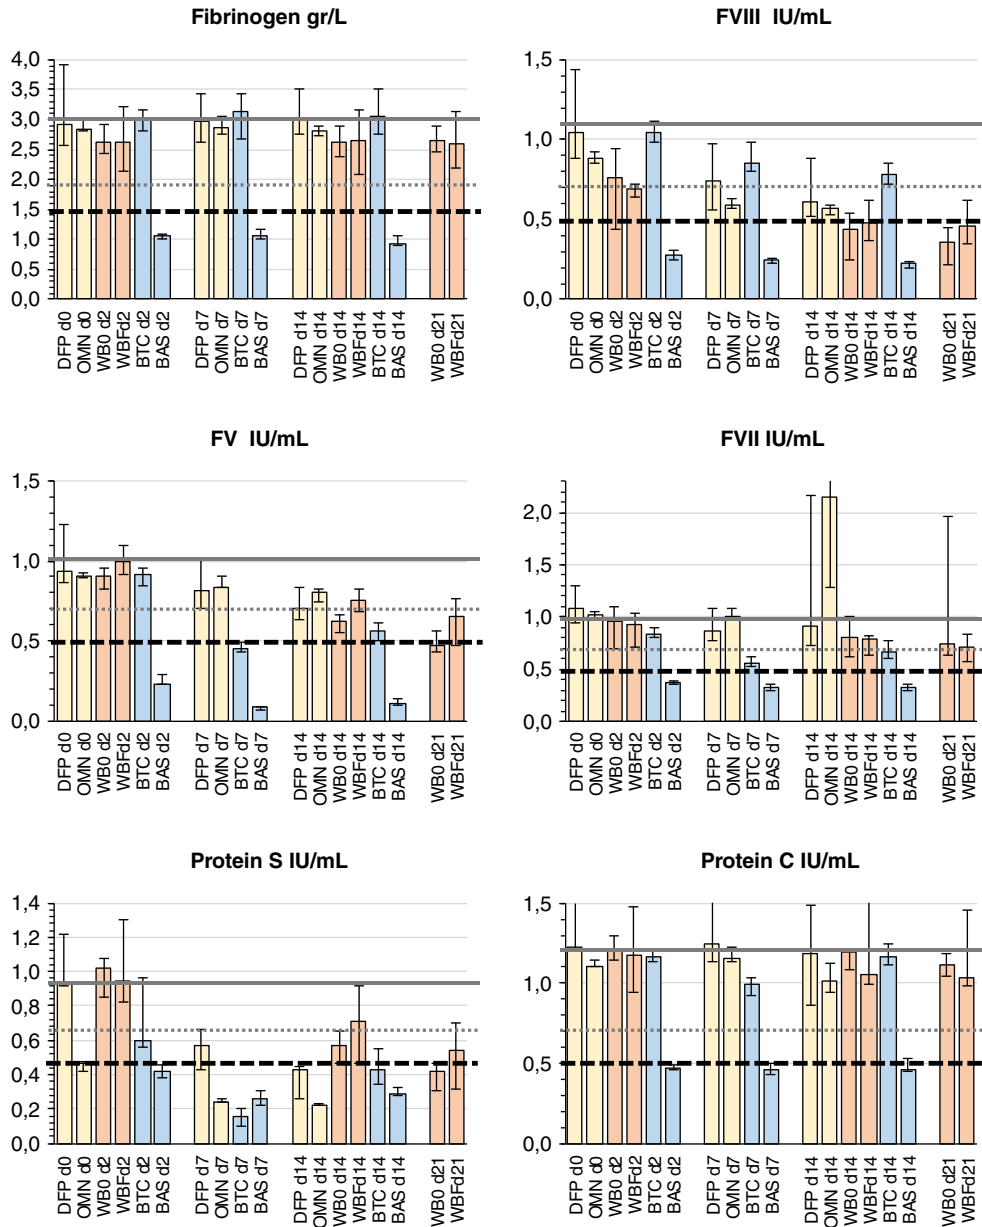 Fibrinogen gr/L
4,0
3,5
3,0
2,5
2,0
1,5
1,0
0,5
0,0
DFP d0
OMN d0
WB0 d2
WBFd2
BTC d2
BAS d2
DFP d7
OMN d7
BTC d7
BAS d7
DFP d14
OMN d14
WB0 d14
WBFd14
BTC d14
BAS d14
WB0 d21
WBFd21
FVIII IU/mL
1,5
1,0
0,5
0,0
DFP d0
OMN d0
WB0 d2
WBFd2
BTC d2
BAS d2
DFP d7
OMN d7
BTC d7
BAS d7
DFP d14
OMN d14
WB0 d14
WBFd14
BTC d14
BAS d14
WB0 d21
WBFd21
FV IU/mL
1,5
1,0
0,5
0,0
DFP d0
OMN d0
WB0 d2
WBFd2
BTC d2
BAS d2
DFP d7
OMN d7
BTC d7
BAS d7
DFP d14
OMN d14
WB0 d14
WBFd14
BTC d14
BAS d14
WB0 d21
WBFd21
FVII IU/mL
2,0
1,5
1,0
0,5
0,0
DFP d0
OMN d0
WB0 d2
WBFd2
BTC d2
BAS d2
DFP d7
OMN d7
BTC d7
BAS d7
DFP d14
OMN d14
WB0 d14
WBFd14
BTC d14
BAS d14
WB0 d21
WBFd21
Protein S IU/mL
1,4
1,2
1,0
0,8
0,6
0,4
0,2
0,0
DFP d0
OMN d0
WB0 d2
WBFd2
BTC d2
BAS d2
DFP d7
OMN d7
BTC d7
BAS d7
DFP d14
OMN d14
WB0 d14
WBFd14
BTC d14
BAS d14
WB0 d21
WBFd21
Protein C IU/mL
1,5
1,0
0,5
0,0
DFP d0
OMN d0
WB0 d2
WBFd2
BTC d2
BAS d2
DFP d7
OMN d7
BTC d7
BAS d7
DFP d14
OMN d14
WB0 d14
WBFd14
BTC d14
BAS d14
WB0 d21
WBFd21